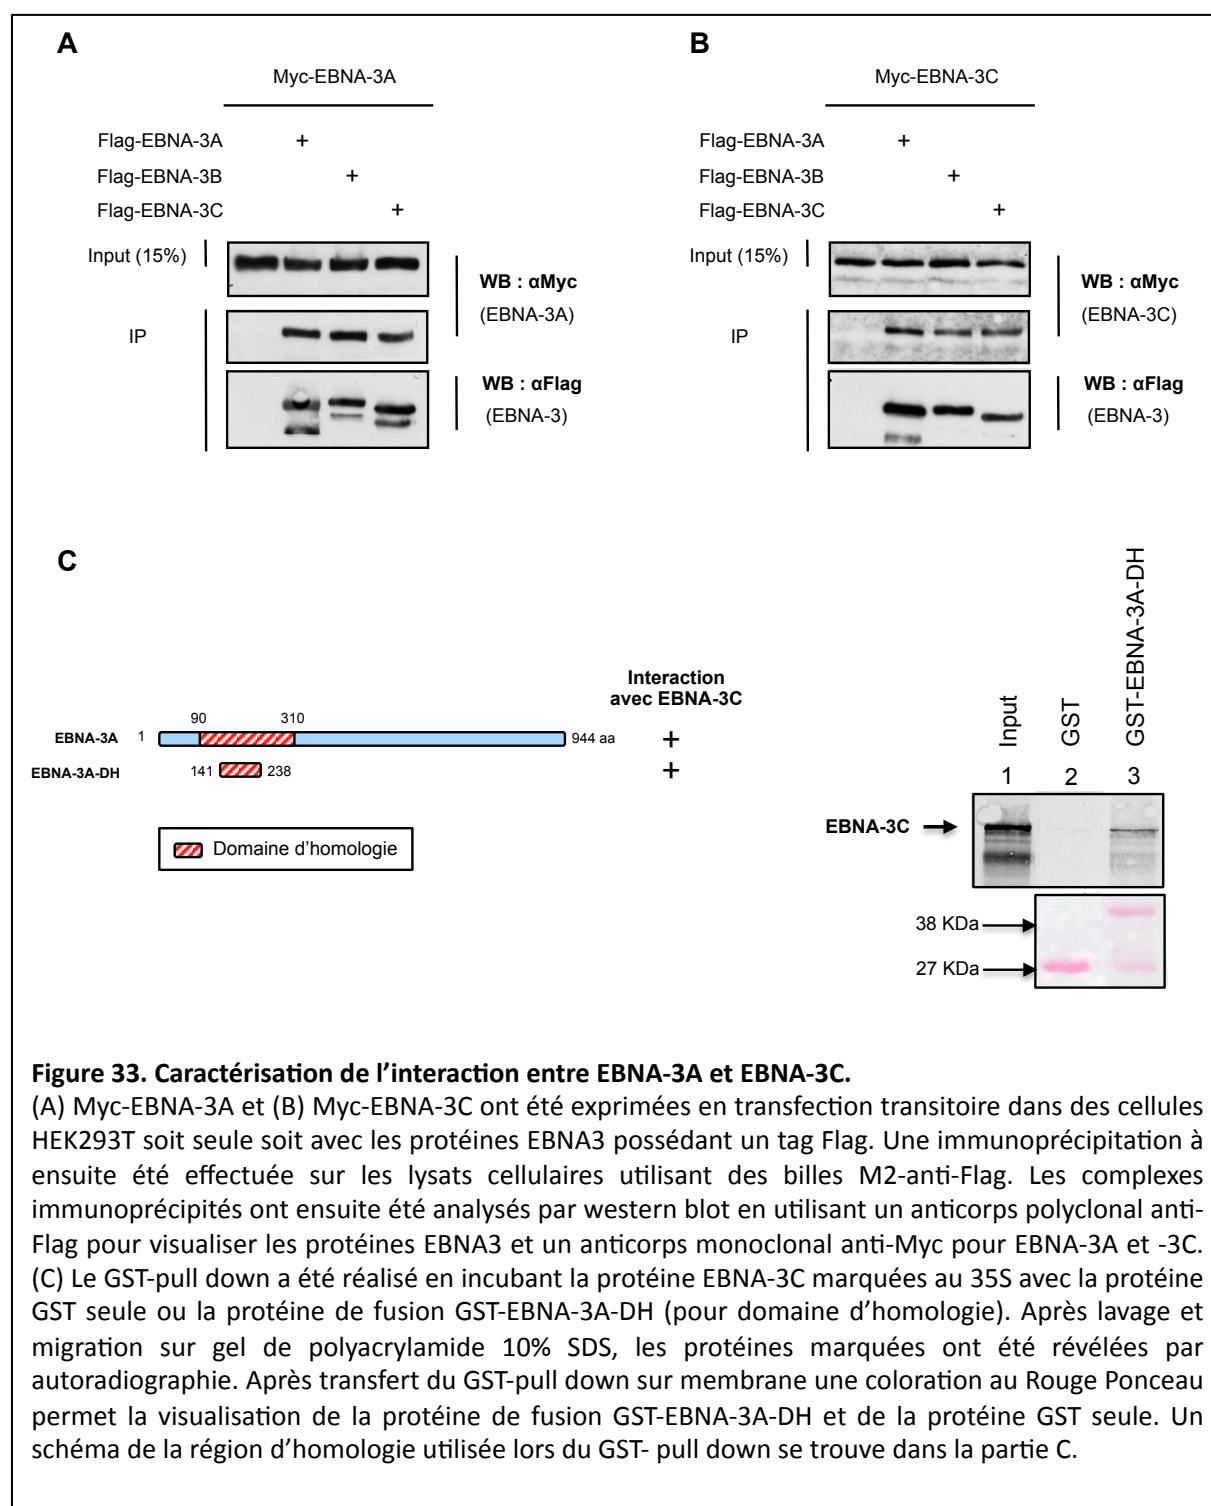 A
Myc-EBNA-3A
Flag-EBNA-3A +
Flag-EBNA-3B +
Flag-EBNA-3C +
Input (15%)
IP
WB : αMyc
(EBNA-3A)
WB : αFlag
(EBNA-3)
B
Myc-EBNA-3C
Flag-EBNA-3A +
Flag-EBNA-3B +
Flag-EBNA-3C +
Input (15%)
IP
WB : αMyc
(EBNA-3C)
WB : αFlag
(EBNA-3)
C
Interaction
avec EBNA-3C
90 310
EBNA-3A 1 944 aa +
EBNA-3A-DH 141 238 +
Domaine d'homologie
Input
GST
GST-EBNA-3A-DH
1 2 3
EBNA-3C
38 KDa
27 KDa
Figure 33. Caractérisation de l'interaction entre EBNA-3A et EBNA-3C.
(A) Myc-EBNA-3A et (B) Myc-EBNA-3C ont été exprimées en transfection transitoire dans des cellules
HEK293T soit seule soit avec les protéines EBNA3 possédant un tag Flag. Une immunoprécipitation à
ensuite été effectuée sur les lysats cellulaires utilisant des billes M2-anti-Flag. Les complexes
immunoprécipités ont ensuite été analysés par western blot en utilisant un anticorps polyclonal anti-
Flag pour visualiser les protéines EBNA3 et un anticorps monoclonal anti-Myc pour EBNA-3A et -3C.
(C) Le GST-pull down a été réalisé en incubant la protéine EBNA-3C marquées au 35S avec la protéine
GST seule ou la protéine de fusion GST-EBNA-3A-DH (pour domaine d'homologie). Après lavage et
migration sur gel de polyacrylamide 10% SDS, les protéines marquées ont été révélées par
autoradiographie. Après transfert du GST-pull down sur membrane une coloration au Rouge Ponceau
permet la visualisation de la protéine de fusion GST-EBNA-3A-DH et de la protéine GST seule. Un
schéma de la région d'homologie utilisée lors du GST- pull down se trouve dans la partie C.